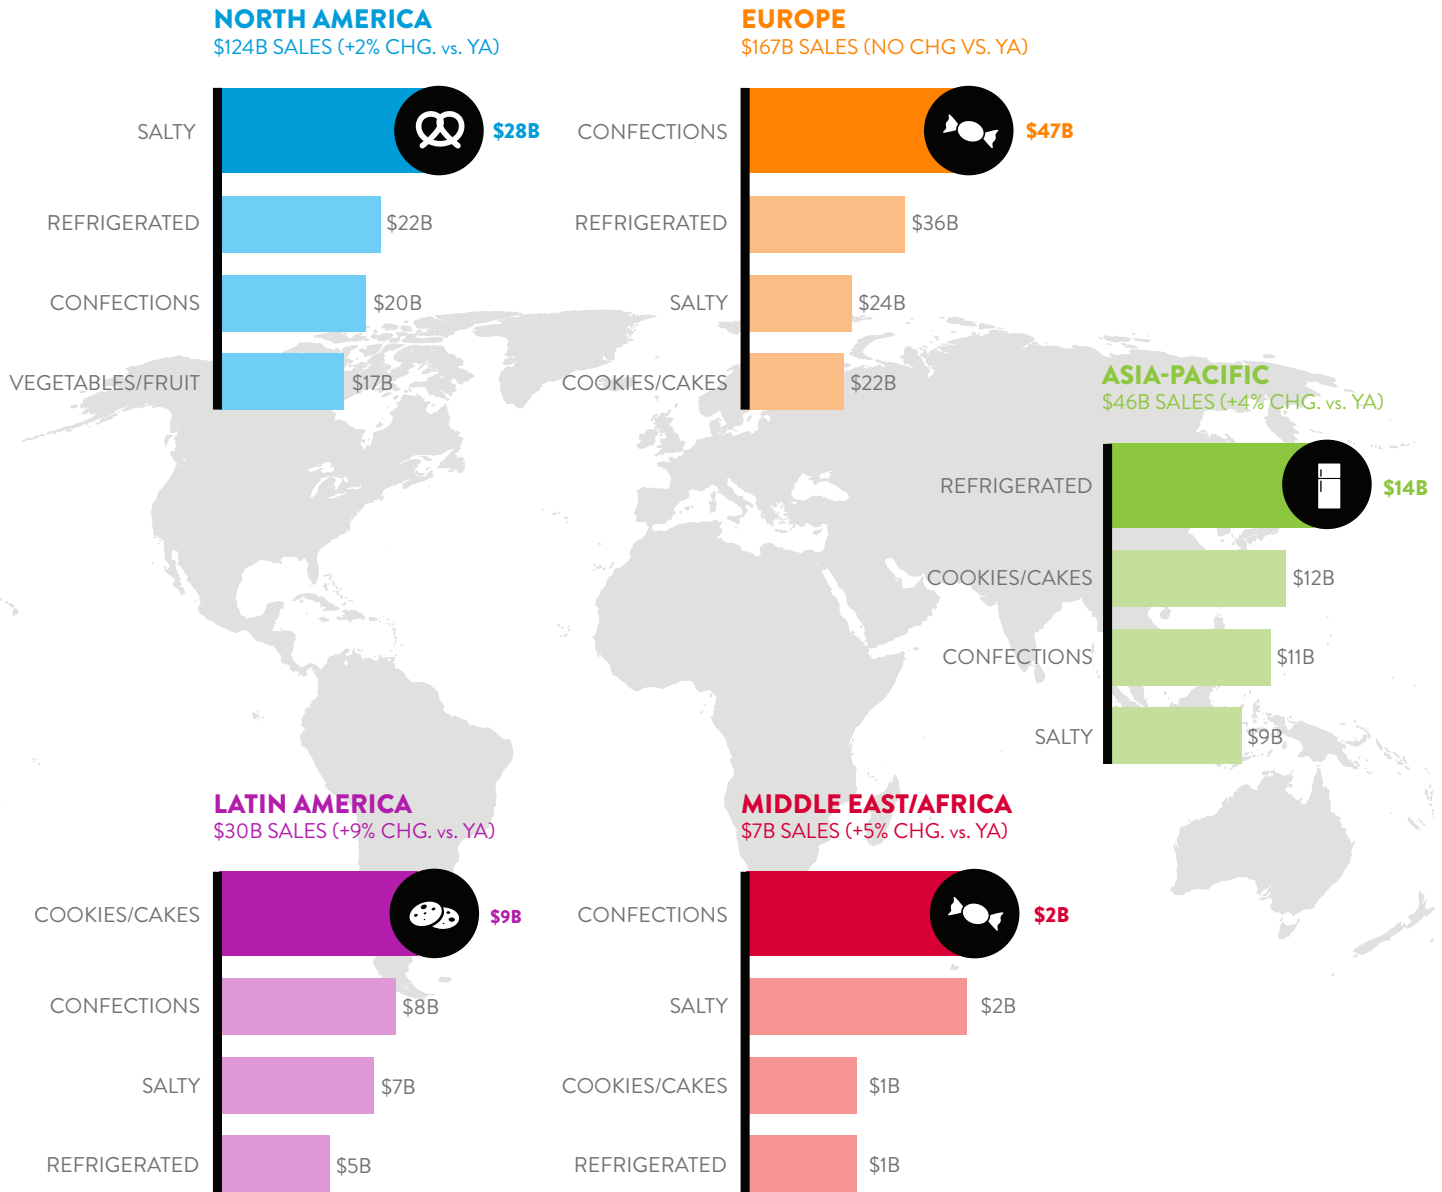 NORTH AMERICA
$124B SALES (+2% CHG. vs. YA)
SALTY
$28B
REFRIGERATED
$22B
CONFECTIONS
$20B
VEGETABLES/FRUIT
$17B
EUROPE
$167B SALES (NO CHG VS. YA)
CONFECTIONS
$47B
REFRIGERATED
$36B
SALTY
$24B
COOKIES/CAKES
$22B
ASIA-PACIFIC
$46B SALES (+4% CHG. vs. YA)
REFRIGERATED
$14B
COOKIES/CAKES
$12B
CONFECTIONS
$11B
SALTY
$9B
LATIN AMERICA
$30B SALES (+9% CHG. vs. YA)
COOKIES/CAKES
$9B
CONFECTIONS
$8B
SALTY
$7B
REFRIGERATED
$5B
MIDDLE EAST/AFRICA
$7B SALES (+5% CHG. vs. YA)
CONFECTIONS
$2B
SALTY
$2B
COOKIES/CAKES
$1B
REFRIGERATED
$1B